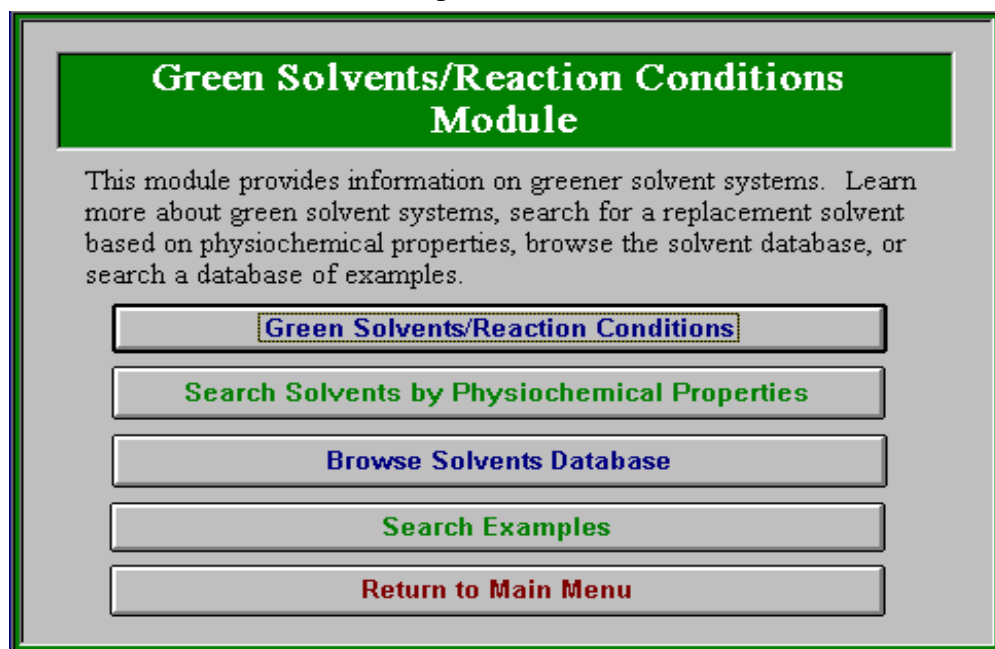 Green Solvents/Reaction Conditions
Module
This module provides information on greener solvent systems.  Learn
more about green solvent systems, search for a replacement solvent
based on physiochemical properties, browse the solvent database, or
search a database of examples.
Green Solvents/Reaction Conditions
Search Solvents by Physiochemical Properties
Browse Solvents Database
Search Examples
Return to Main Menu